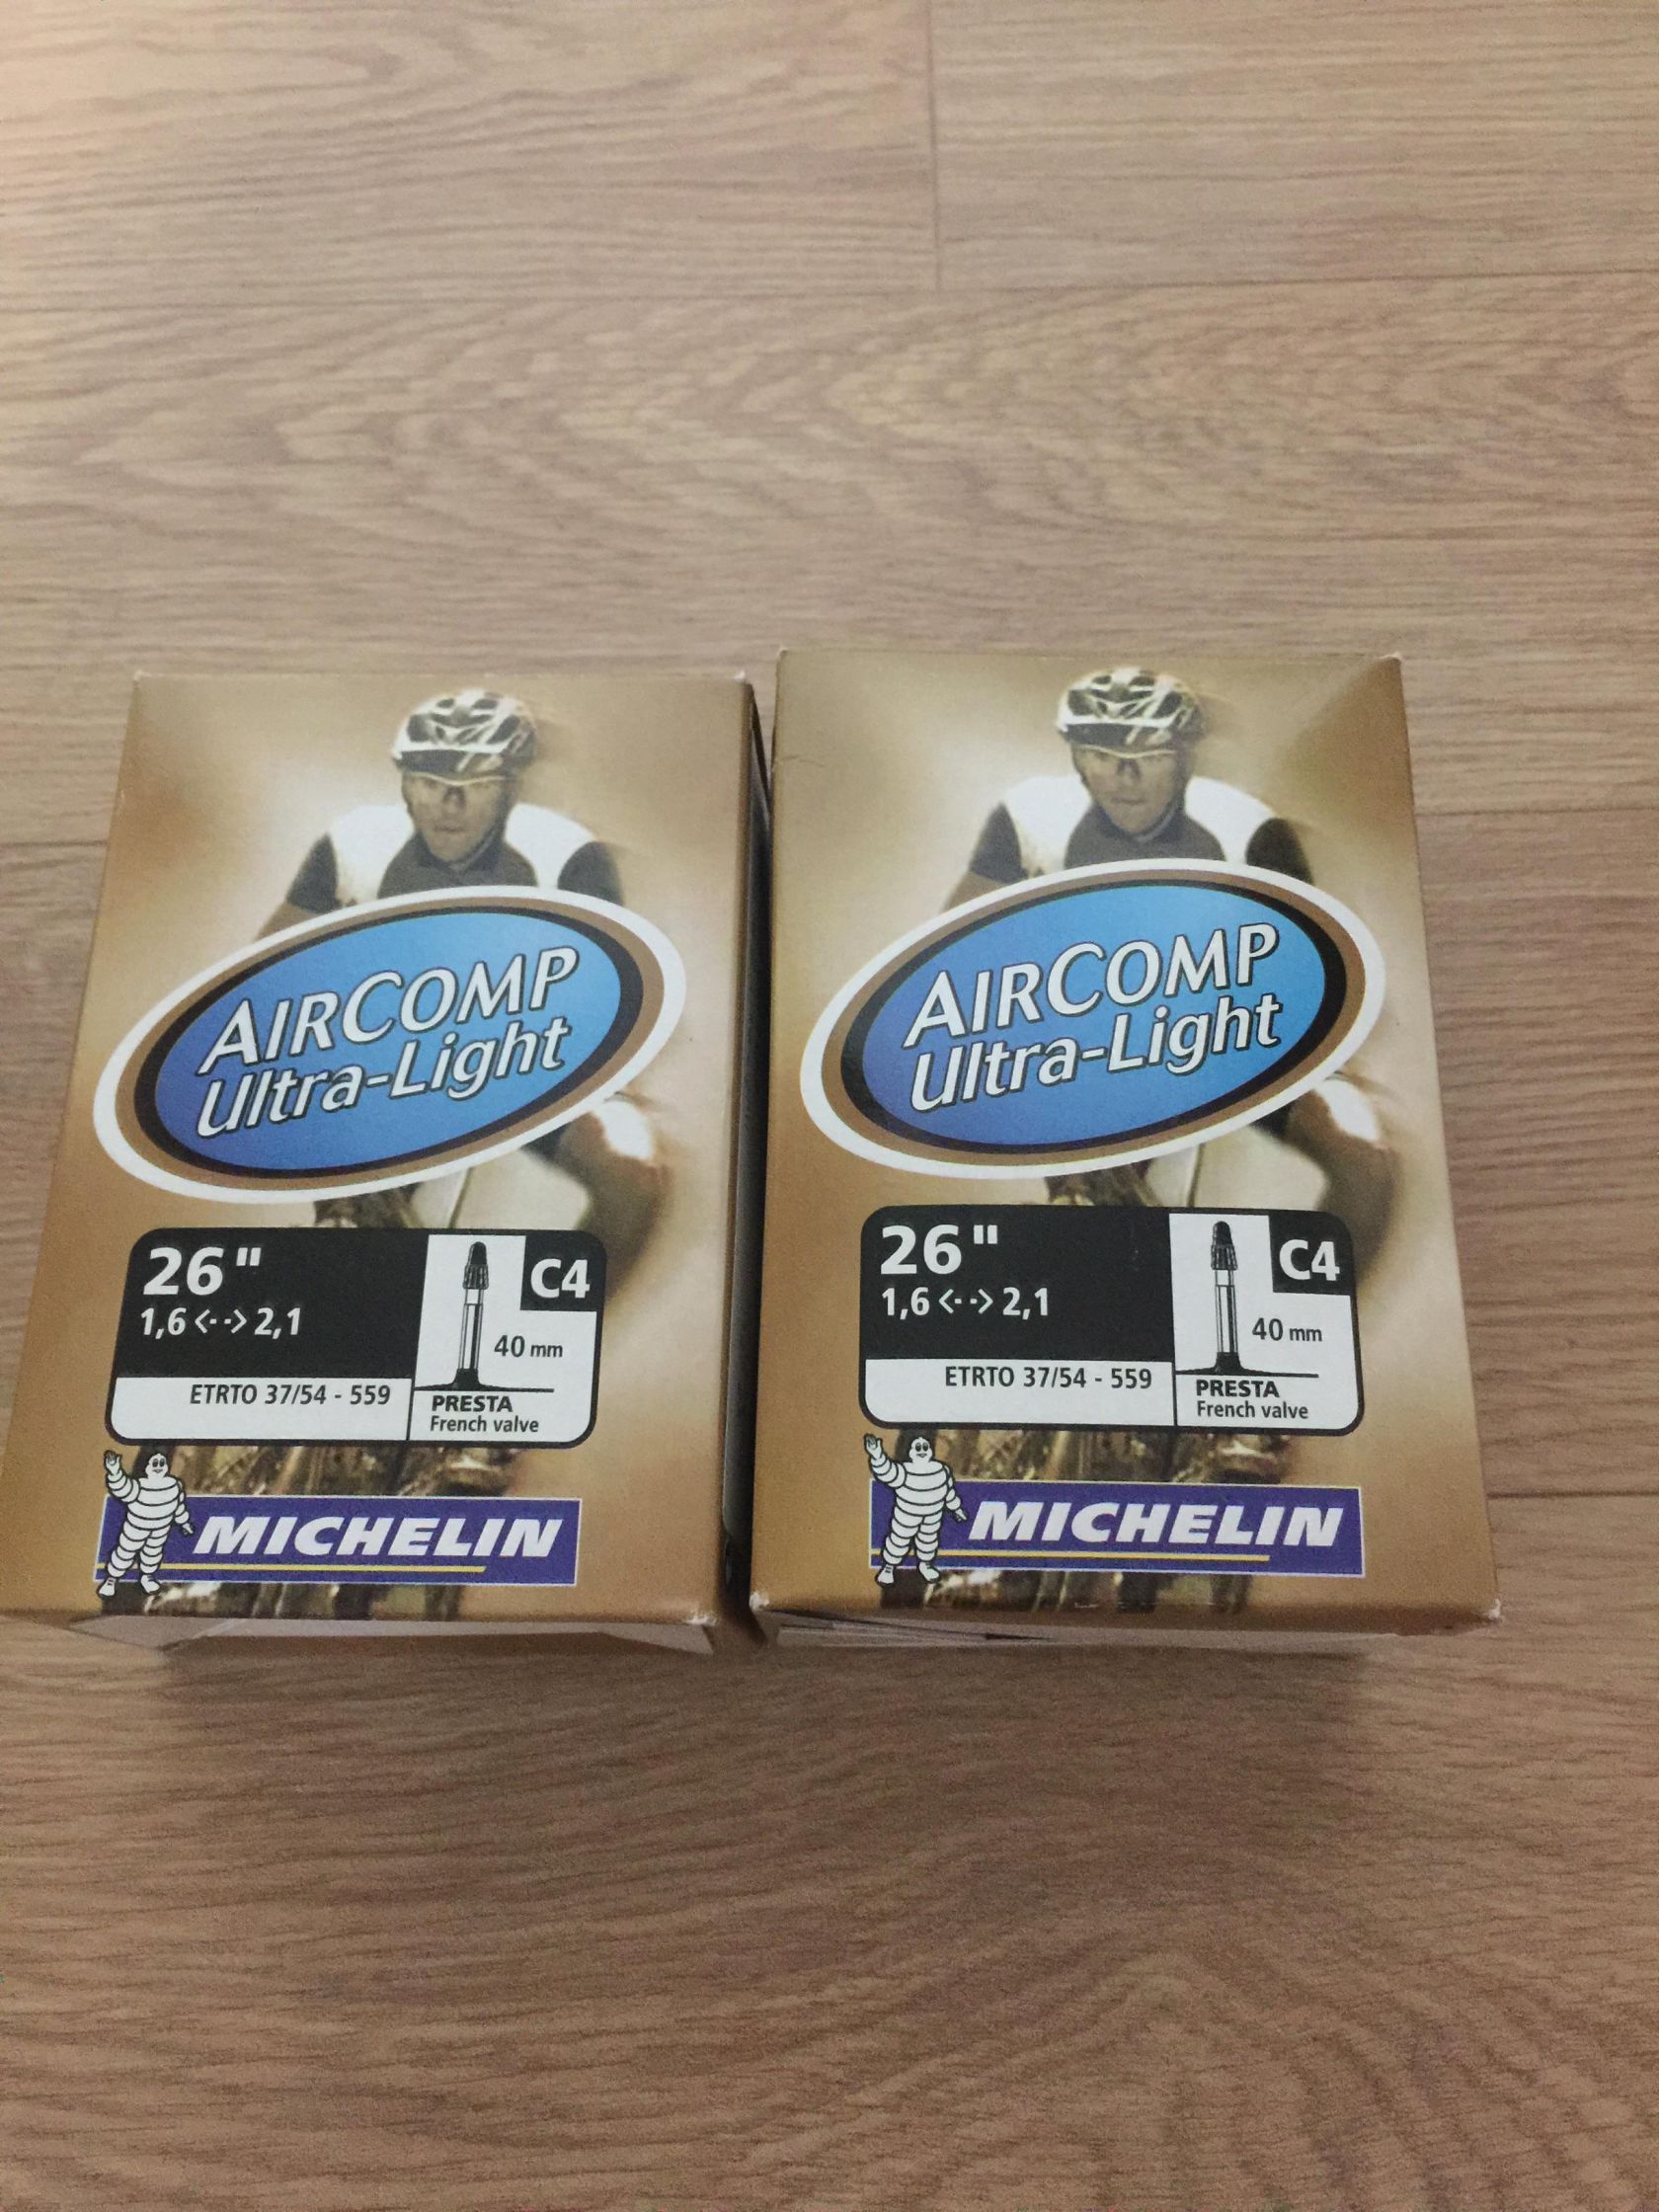 AIRCOMP
Ultra-Light
26"
1,6 <--> 2,1
ETRTO 37/54 - 559
C4
40 mm
PRESTA
French valve
MICHELIN
AIRCOMP
Ultra-Light
26"
1,6 <--> 2,1
ETRTO 37/54 - 559
C4
40 mm
PRESTA
French valve
MICHELIN